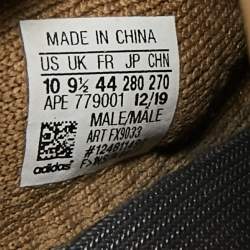 MADE IN CHINA
US UK FR JP CHN
10 9½ 44 280 270
APE 779001 12/19
MALE/MALE
ART FX9033
adidas